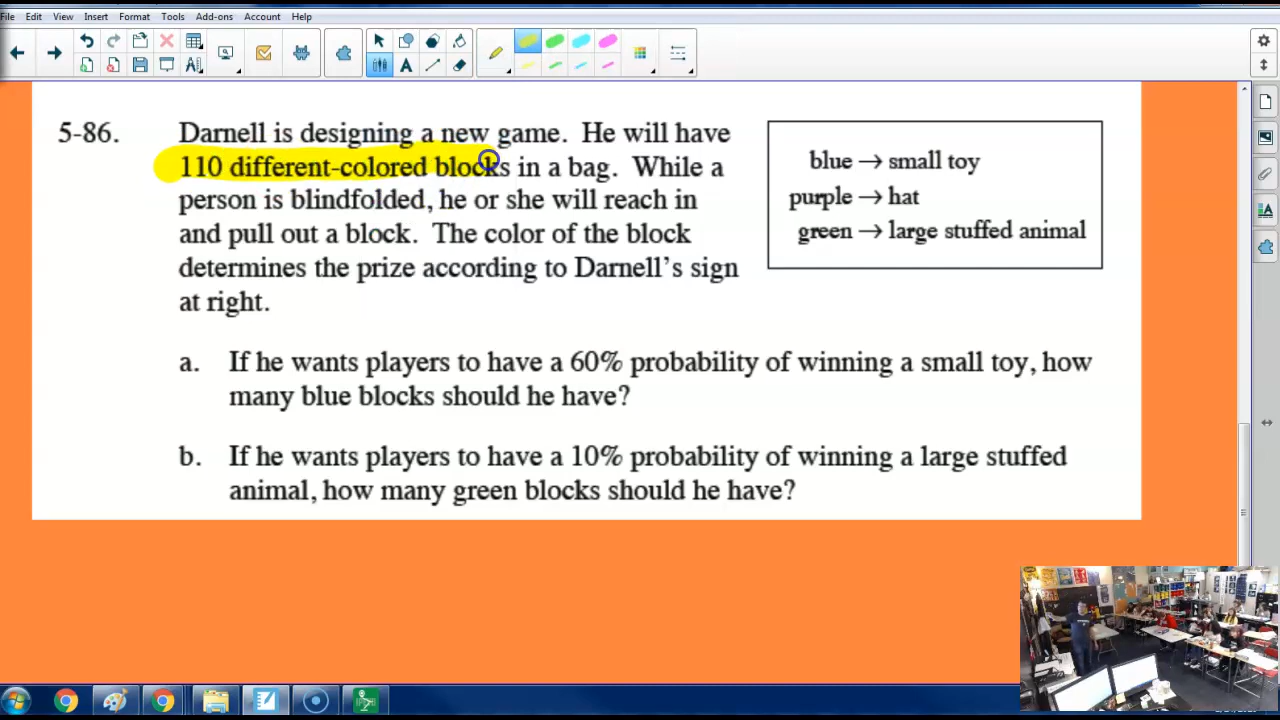 File Edit View Insert Format Tools Add-ons Account Help
5-86. Darnell is designing a new game. He will have
110 different-colored blocks in a bag. While a
person is blindfolded, he or she will reach in
and pull out a block. The color of the block
determines the prize according to Darnell's sign
at right.
blue → small toy
purple → hat
green → large stuffed animal
a. If he wants players to have a 60% probability of winning a small toy, how
many blue blocks should he have?
b. If he wants players to have a 10% probability of winning a large stuffed
animal, how many green blocks should he have?